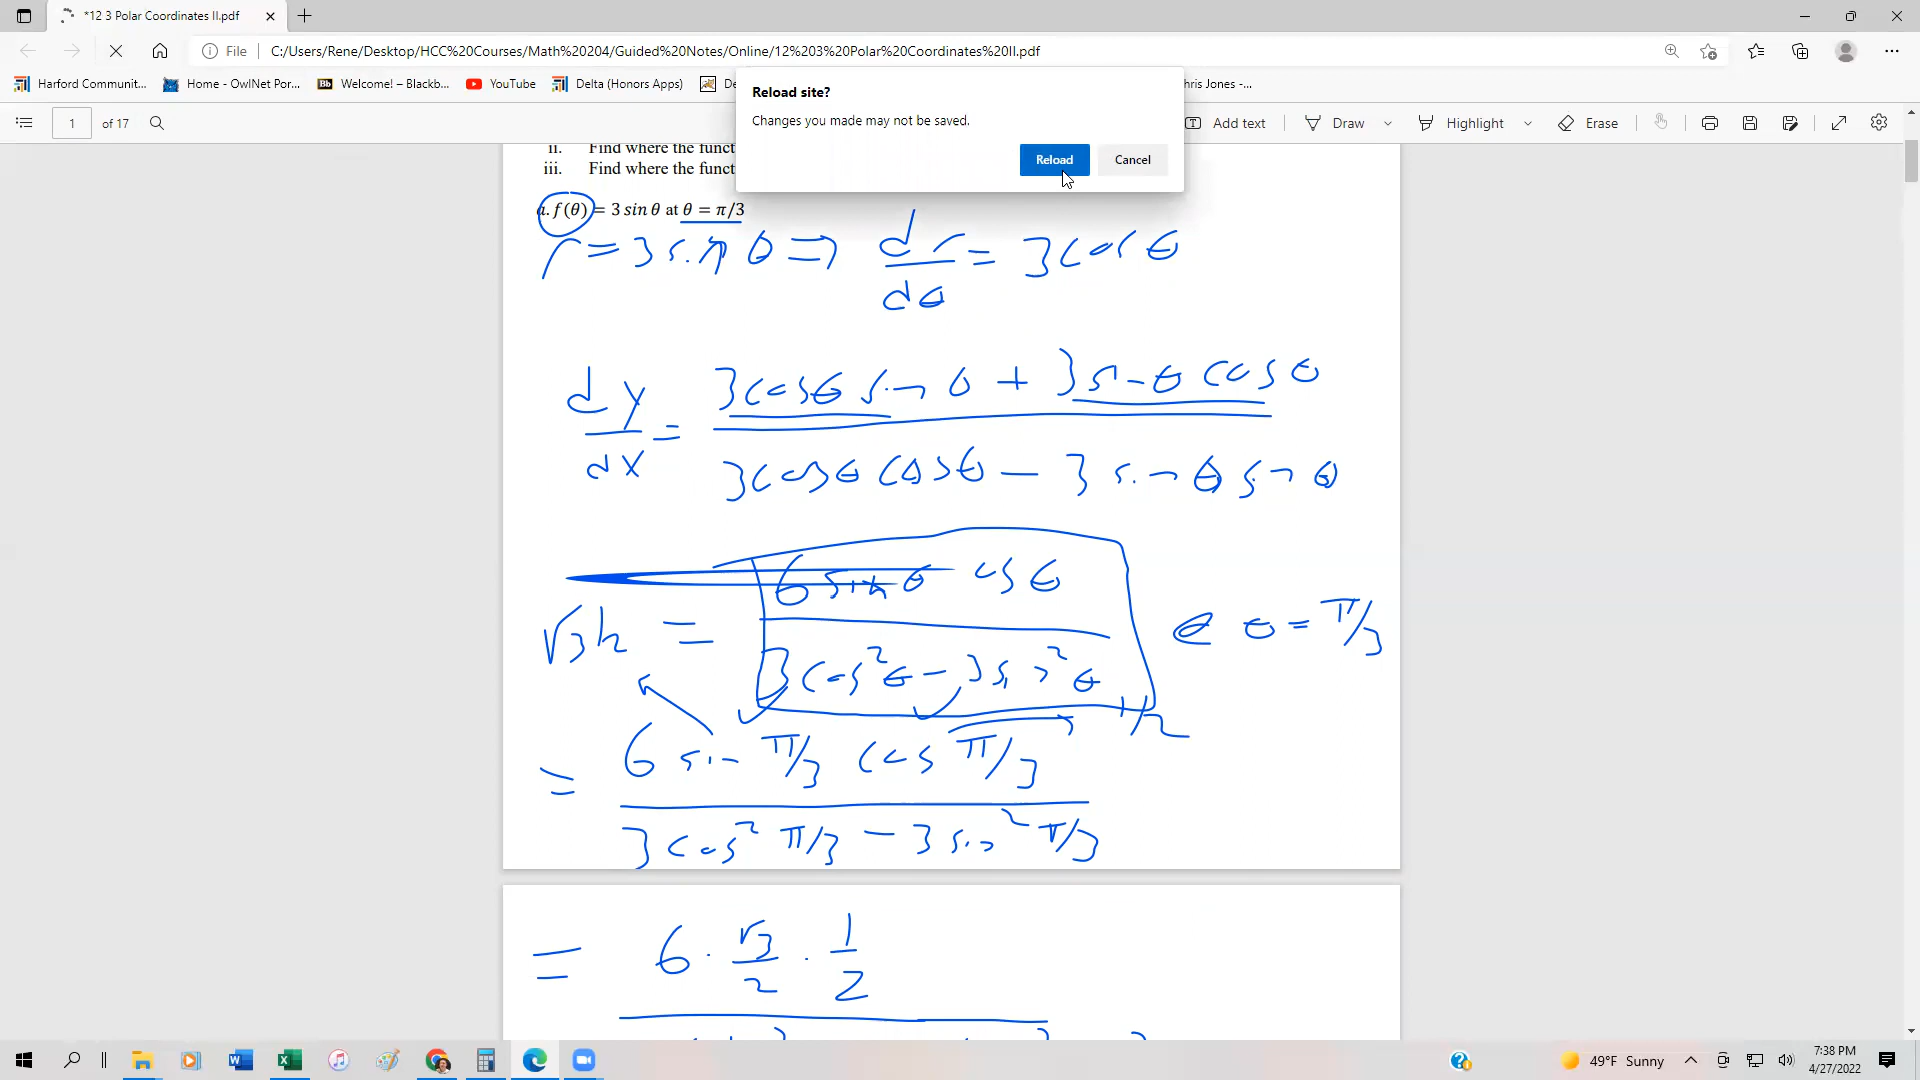 *12 3 Polar Coordinates II.pdf
File C:/Users/Rene/Desktop/HCC%20Courses/Math%20204/Guided%20Notes/Online/12%203%20Polar%20Coordinates%20II.pdf
Harford Communit... Home - OwlNet Por... Bb Welcome! – Blackb... YouTube Delta (Honors Apps) De hris Jones -...
1 of 17 Add text Draw Highlight Erase
Reload site?
Changes you made may not be saved.
Reload Cancel
ii. Find where the funct
iii. Find where the funct
a. f(θ) = 3 sin θ at θ = π/3
r = 3 sin θ ⇒ dr/dθ = 3 cos θ
dy/dx = (3 cos θ sin θ + 3 sin θ cos θ)/(3 cos θ cos θ − 3 sin θ sin θ)
= (6 sin θ cos θ)/(3 cos² θ − 3 sin² θ) @ θ = π/3
1/2
= (6 sin π/3 cos π/3)/(3 cos² π/3 − 3 sin² π/3)
= 6 · √3/2 · 1/2
49°F Sunny
7:38 PM
4/27/2022